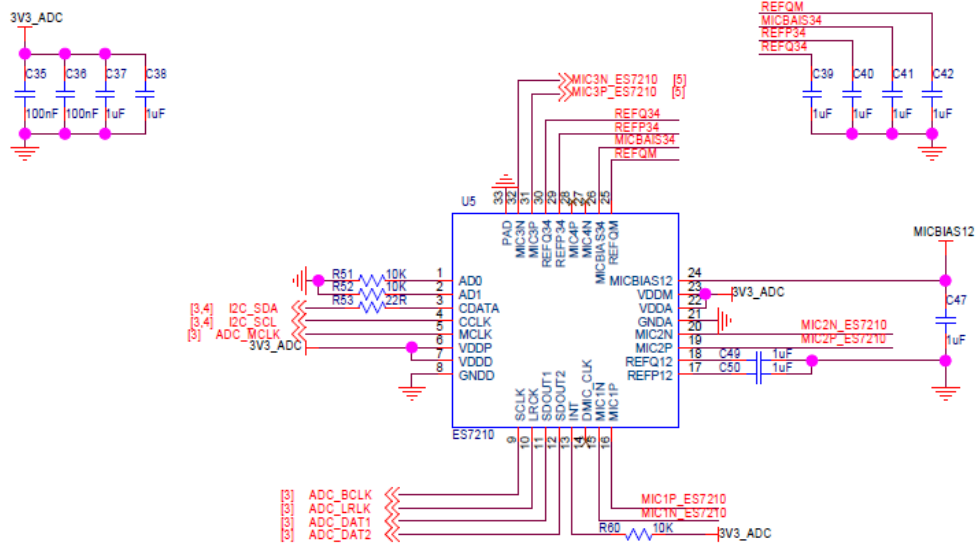 3V3_ADC
C35 C36 C37 C38
100nF 100nF 1uF 1uF
REFQM
MICBAIS34
REFP34
REFQ34
C39 C40 C41 C42
1uF 1uF 1uF 1uF
MIC3N_ES7210 [5]
MIC3P_ES7210 [5]
REFQ34
REFP34
MICBAIS34
REFQM
U5
33 32 31 30 29 28 27 26 25
PAD MIC3N MIC3P REFQ34 REFP34 MIC4P MIC4N MICBIAS34 REFQM
MICBIAS12
R51 10K 1 AD0
R52 10K 2 AD1
[3,4] I2C_SDA R53 22R 3 CDATA
[3,4] I2C_SCL 4 CCLK
[3] ADC_MCLK 5 MCLK
3V3_ADC 6 VDDP
7 VDDD
8 GNDD
MICBIAS12 24
VDDM 23 3V3_ADC
VDDA 22
GNDA 21
MIC2N 20 MIC2N_ES7210
MIC2P 19 MIC2P_ES7210
REFQ12 18 C49 1uF
REFP12 17 C50 1uF
C47
1uF
SCLK LRCK SDOUT1 SDOUT2 INT DMIC_CLK MIC1N MIC1P
ES7210
9 10 11 12 13 14 15 16
[3] ADC_BCLK
[3] ADC_LRLK
[3] ADC_DAT1
[3] ADC_DAT2
MIC1P_ES7210
MIC1N_ES7210
R60 10K 3V3_ADC